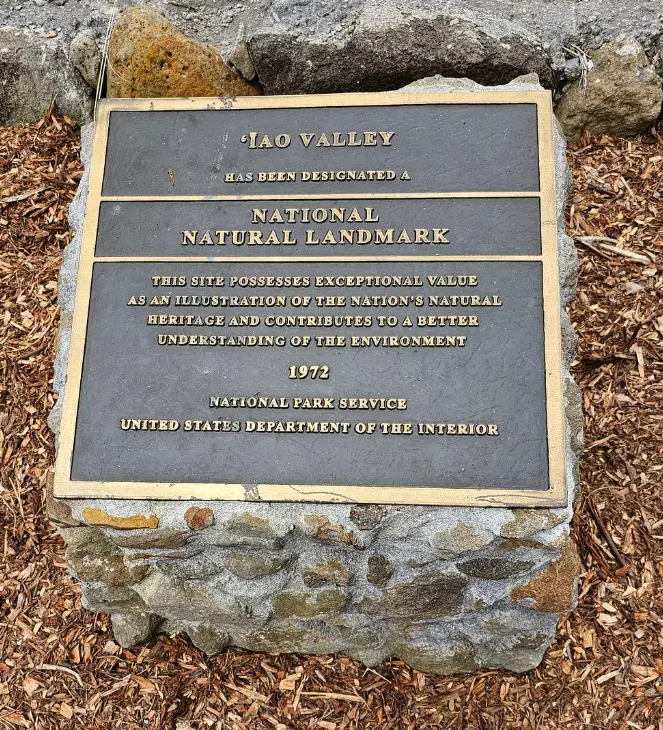 ʻIAO VALLEY
HAS BEEN DESIGNATED A
NATIONAL
NATURAL LANDMARK
THIS SITE POSSESSES EXCEPTIONAL VALUE
AS AN ILLUSTRATION OF THE NATION'S NATURAL
HERITAGE AND CONTRIBUTES TO A BETTER
UNDERSTANDING OF THE ENVIRONMENT
1972
NATIONAL PARK SERVICE
UNITED STATES DEPARTMENT OF THE INTERIOR